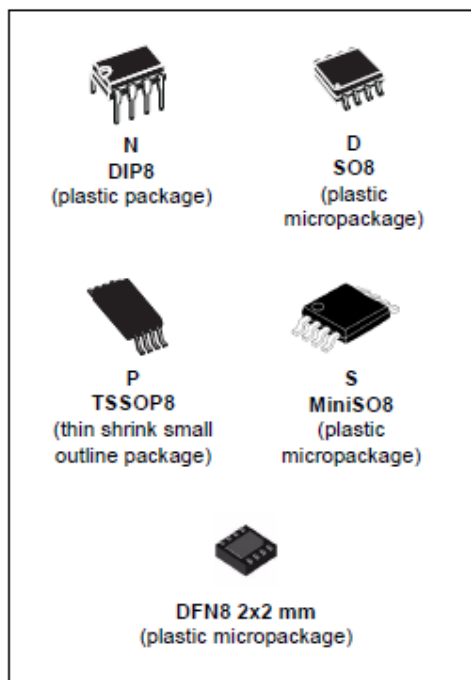 N
DIP8
(plastic package)
D
SO8
(plastic
micropackage)
P
TSSOP8
(thin shrink small
outline package)
S
MiniSO8
(plastic
micropackage)
DFN8 2x2 mm
(plastic micropackage)